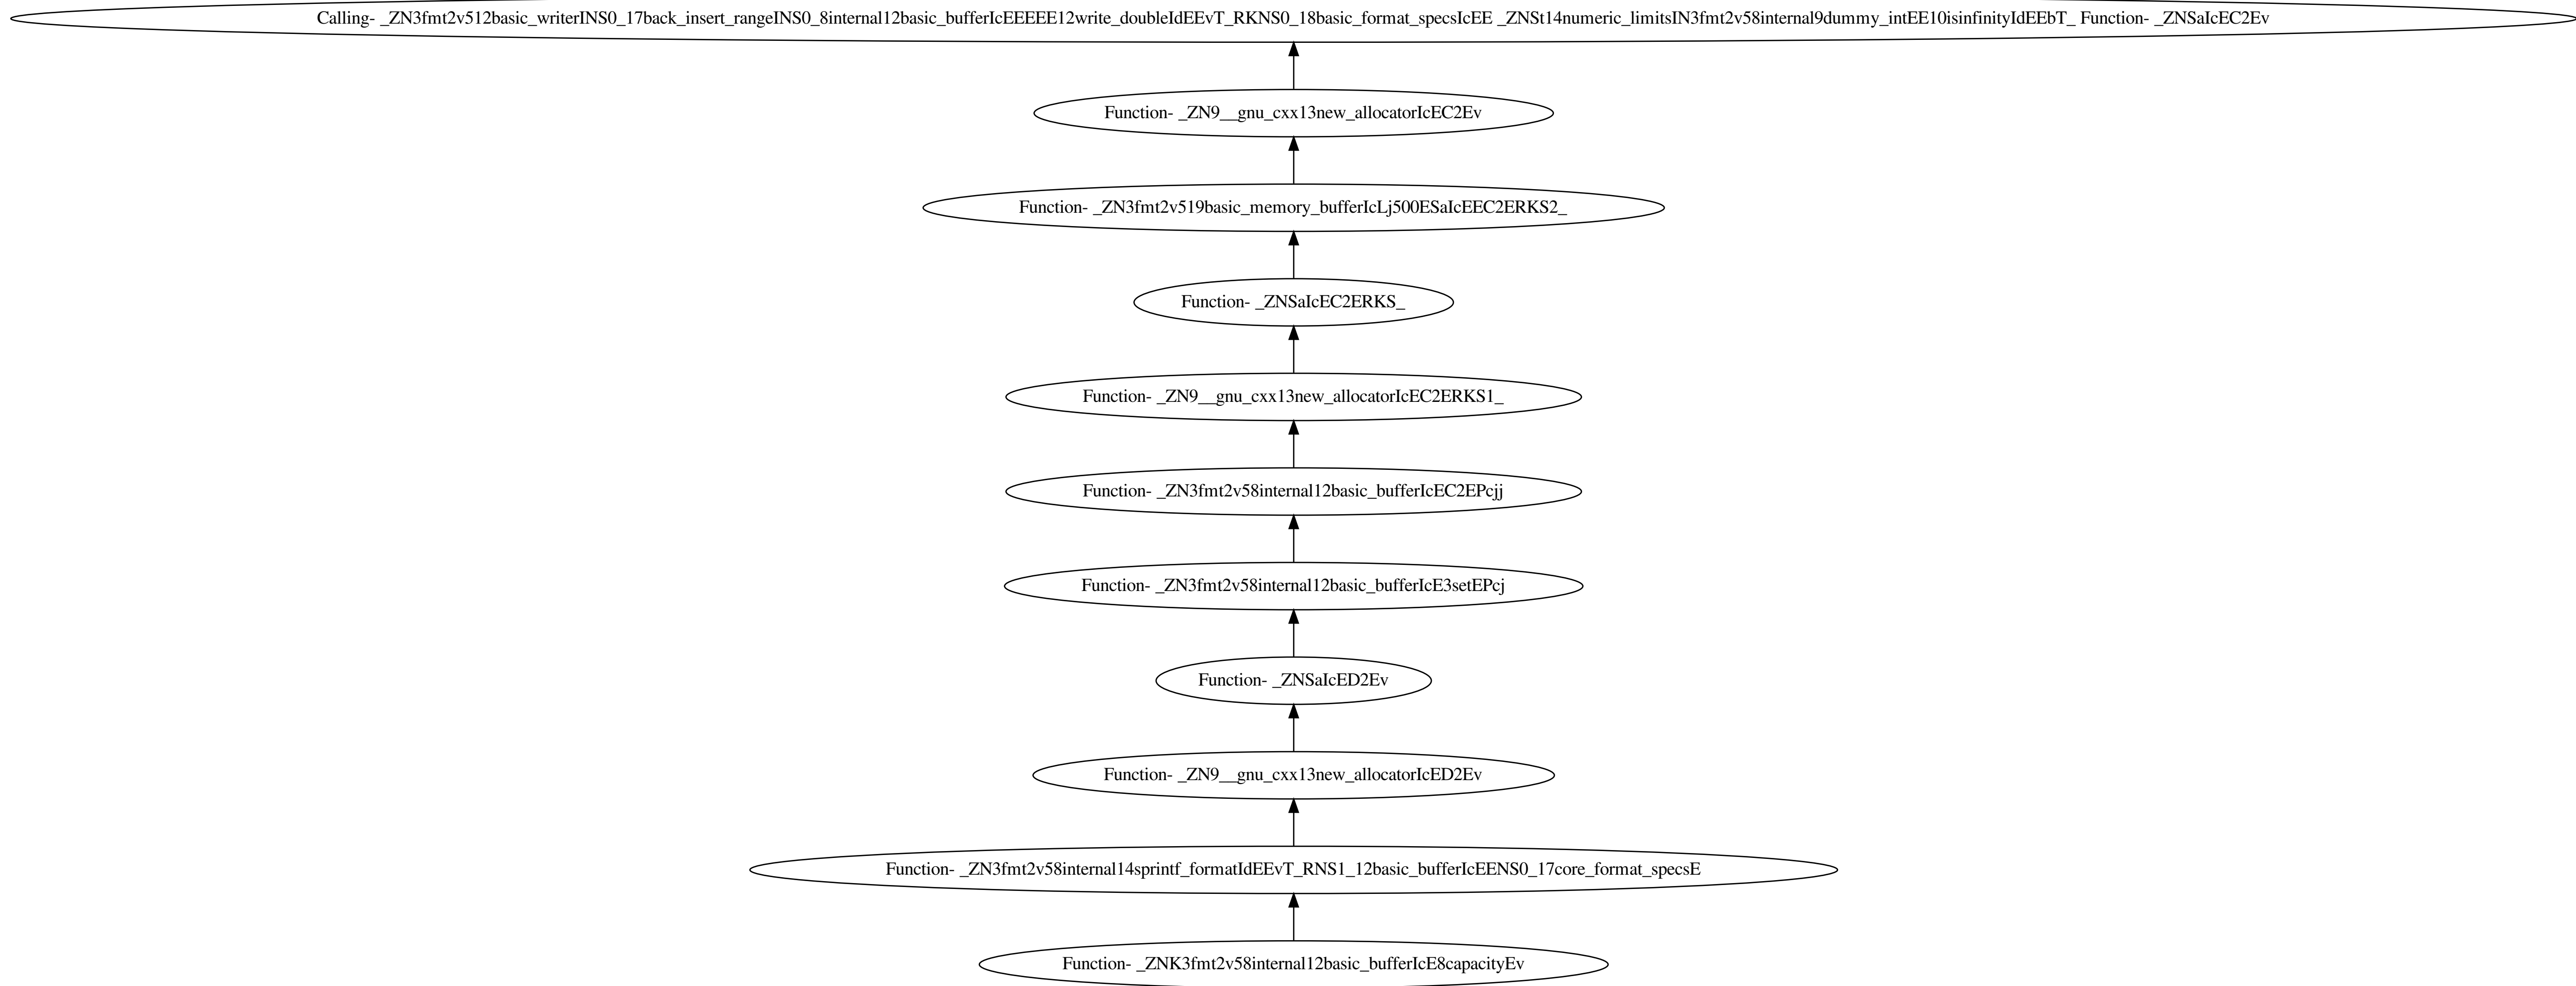 Calling- _ZN3fmt2v512basic_writerINS0_17back_insert_rangeINS0_8internal12basic_bufferIcEEEEE12write_doubleIdEEvT_RKNS0_18basic_format_specsIcEE _ZNSt14numeric_limitsIN3fmt2v58internal9dummy_intEE10isinfinityIdEEbT_ Function- _ZNSaIcEC2Ev
Function- _ZN9__gnu_cxx13new_allocatorIcEC2Ev
Function- _ZN3fmt2v519basic_memory_bufferIcLj500ESaIcEEC2ERKS2_
Function- _ZNSaIcEC2ERKS_
Function- _ZN9__gnu_cxx13new_allocatorIcEC2ERKS1_
Function- _ZN3fmt2v58internal12basic_bufferIcEC2EPcjj
Function- _ZN3fmt2v58internal12basic_bufferIcE3setEPcj
Function- _ZNSaIcED2Ev
Function- _ZN9__gnu_cxx13new_allocatorIcED2Ev
Function- _ZN3fmt2v58internal14sprintf_formatIdEEvT_RNS1_12basic_bufferIcEENS0_17core_format_specsE
Function- _ZNK3fmt2v58internal12basic_bufferIcE8capacityEv